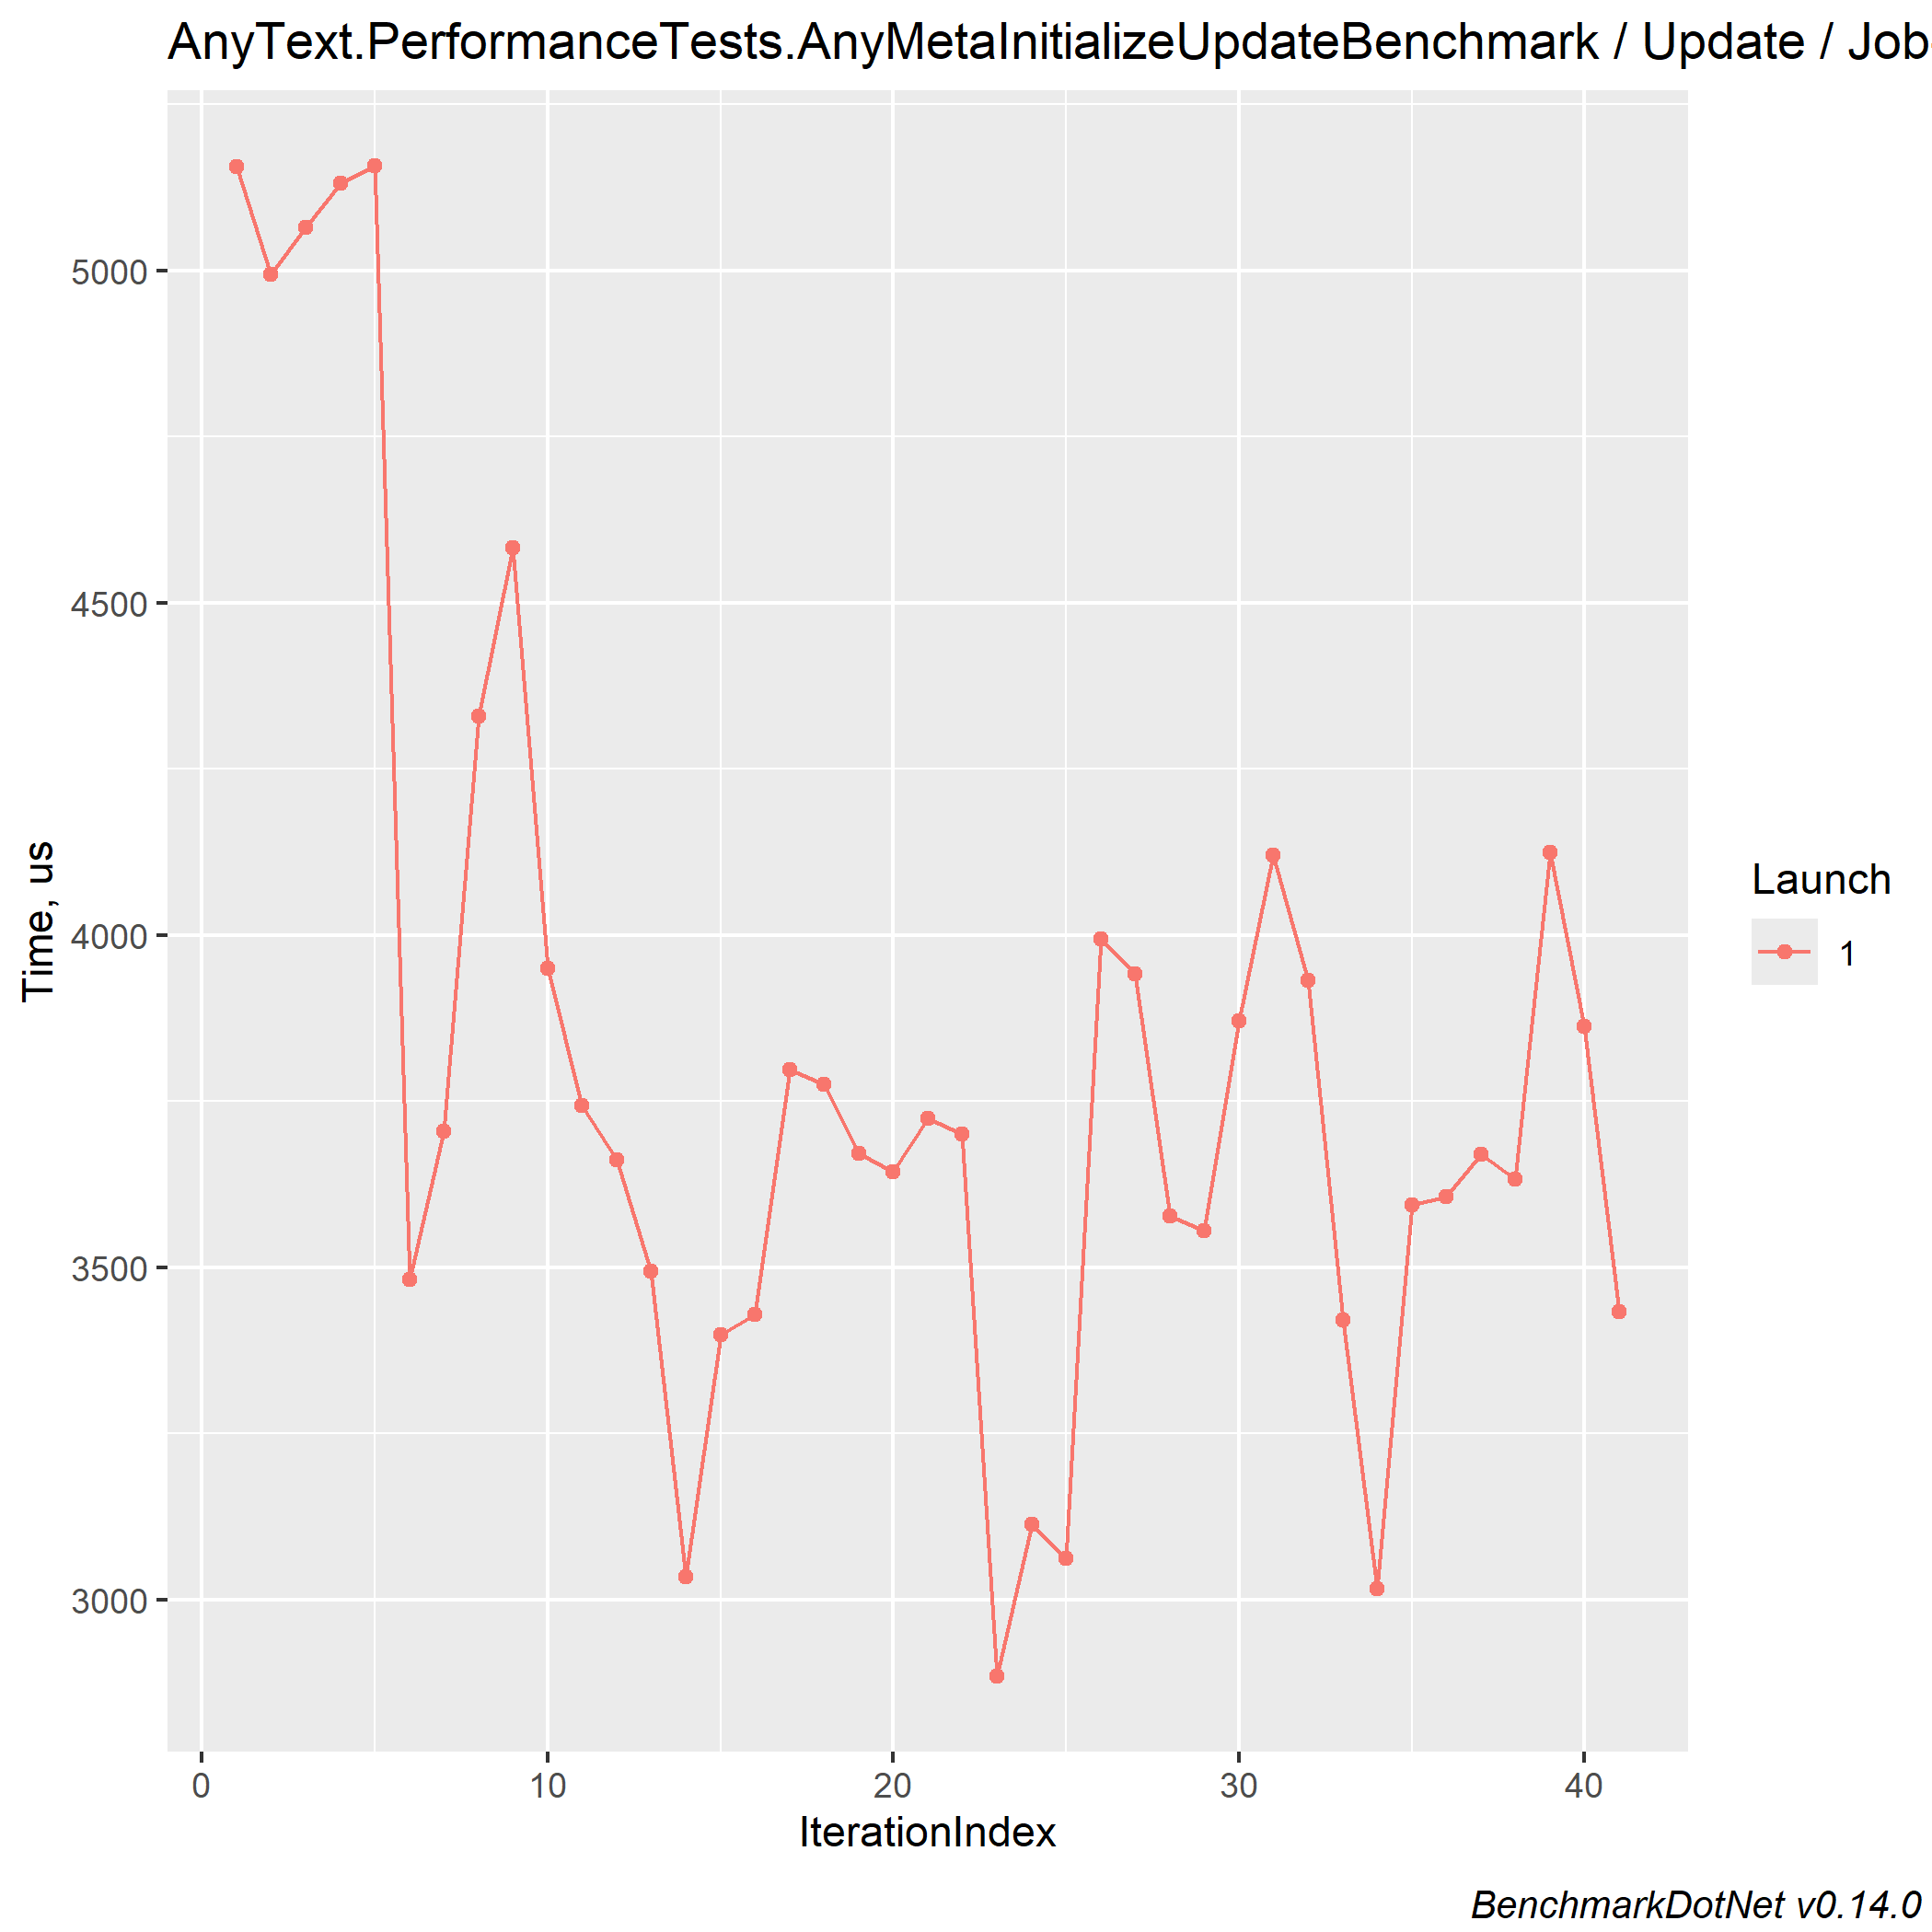 AnyText.PerformanceTests.AnyMetaInitializeUpdateBenchmark / Update / Job
5000
4500
4000
3500
3000
Time, us
0 10 20 30 40
IterationIndex
Launch
1
BenchmarkDotNet v0.14.0